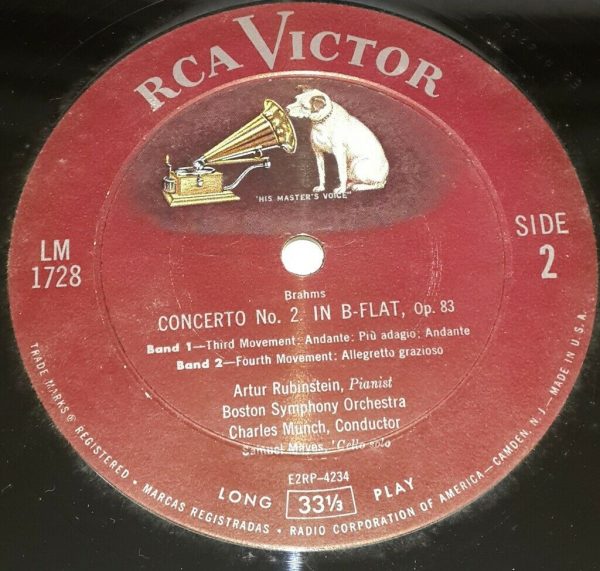 RCA VICTOR
'HIS MASTER'S VOICE'
LM
1728
SIDE
2
Brahms
CONCERTO No. 2 IN B-FLAT, Op. 83
Band 1—Third Movement: Andante: Più adagio: Andante
Band 2—Fourth Movement: Allegretto grazioso
Artur Rubinstein, Pianist
Boston Symphony Orchestra
Charles Munch, Conductor
Samuel Mayes, 'Cello solo
E2RP-4234
LONG 33⅓ PLAY
TRADE MARKS ® REGISTERED • MARCAS REGISTRADAS • RADIO CORPORATION OF AMERICA—CAMDEN, N. J.—MADE IN U.S.A.